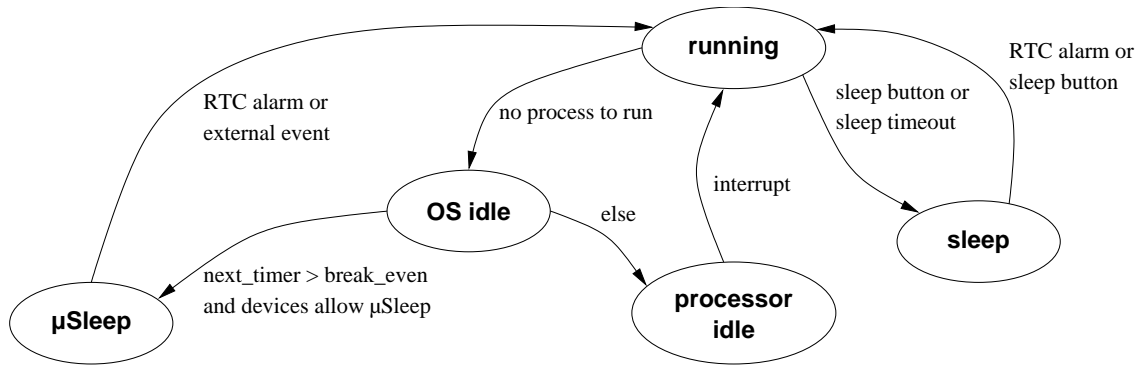 running
RTC alarm or
sleep button
RTC alarm or
external event
sleep button or
sleep timeout
no process to run
interrupt
OS idle
else
sleep
next_timer > break_even
and devices allow µSleep
µSleep
processor
idle